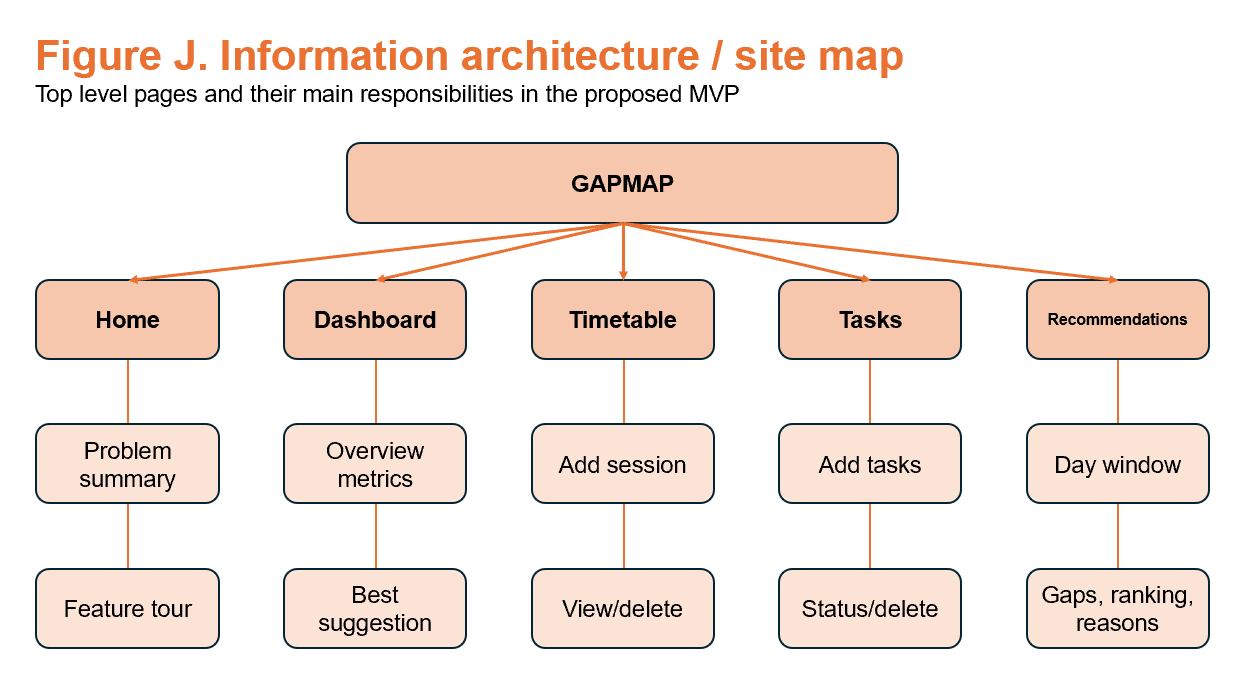 Figure J. Information architecture / site map
Top level pages and their main responsibilities in the proposed MVP
GAPMAP
Home
Dashboard
Timetable
Tasks
Recommendations
Problem
summary
Overview
metrics
Add session
Add tasks
Day window
Feature tour
Best
suggestion
View/delete
Status/delete
Gaps, ranking,
reasons